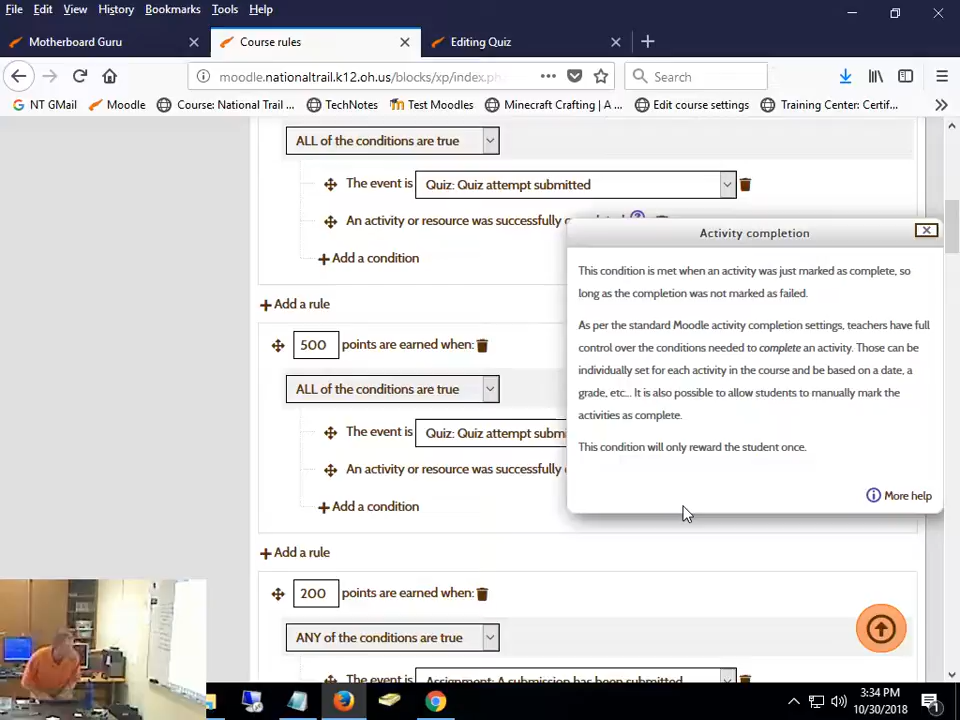 File Edit View History Bookmarks Tools Help
Motherboard Guru
Course rules
Editing Quiz
moodle.nationaltrail.k12.oh.us/blocks/xp/index.ph
Search
NT GMail Moodle Course: National Trail ... TechNotes Test Moodles Minecraft Crafting | A ... Edit course settings Training Center: Certif...
ALL of the conditions are true
The event is Quiz: Quiz attempt submitted
An activity or resource was successfully
Add a condition
Add a rule
500 points are earned when:
ALL of the conditions are true
The event is Quiz: Quiz attempt subm
An activity or resource was successfully
Add a condition
Add a rule
200 points are earned when:
ANY of the conditions are true
The event is Assignment: A submission has been submitted
Activity completion
This condition is met when an activity was just marked as complete, so
long as the completion was not marked as failed.
As per the standard Moodle activity completion settings, teachers have full
control over the conditions needed to complete an activity. Those can be
individually set for each activity in the course and be based on a date, a
grade, etc... It is also possible to allow students to manually mark the
activities as complete.
This condition will only reward the student once.
More help
3:34 PM
10/30/2018
1